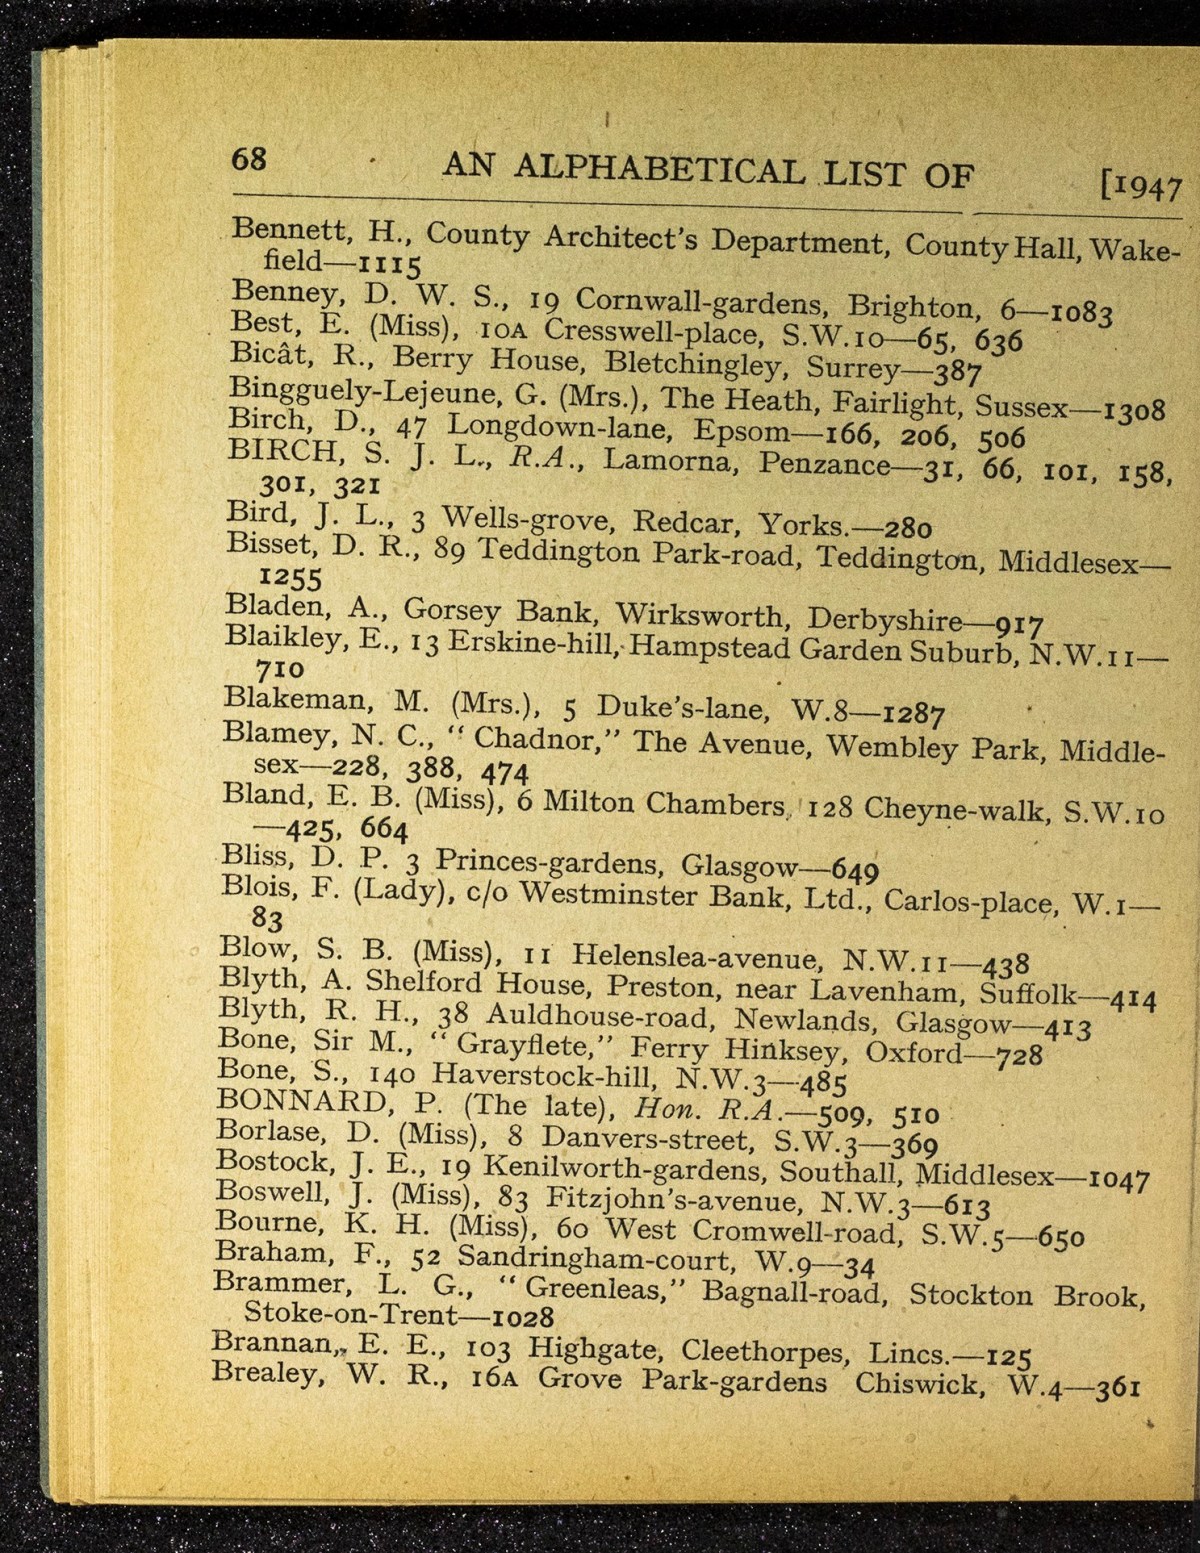 68 AN ALPHABETICAL LIST OF [1947
Bennett, H., County Architect's Department, County Hall, Wake-
field—1115
Benney, D. W. S., 19 Cornwall-gardens, Brighton, 6—1083
Best, E. (Miss), 10A Cresswell-place, S.W.10—65, 636
Bicât, R., Berry House, Bletchingley, Surrey—387
Bingguely-Lejeune, G. (Mrs.), The Heath, Fairlight, Sussex—1308
Birch, D., 47 Longdown-lane, Epsom—166, 206, 506
BIRCH, S. J. L., R.A., Lamorna, Penzance—31, 66, 101, 158,
301, 321
Bird, J. L., 3 Wells-grove, Redcar, Yorks.—280
Bisset, D. R., 89 Teddington Park-road, Teddington, Middlesex—
1255
Bladen, A., Gorsey Bank, Wirksworth, Derbyshire—917
Blaikley, E., 13 Erskine-hill, Hampstead Garden Suburb, N.W.11—
710
Blakeman, M. (Mrs.), 5 Duke's-lane, W.8—1287
Blamey, N. C., "Chadnor," The Avenue, Wembley Park, Middle-
sex—228, 388, 474
Bland, E. B. (Miss), 6 Milton Chambers, 128 Cheyne-walk, S.W.10
—425, 664
Bliss, D. P. 3 Princes-gardens, Glasgow—649
Blois, F. (Lady), c/o Westminster Bank, Ltd., Carlos-place, W.1—
83
Blow, S. B. (Miss), 11 Helenslea-avenue, N.W.11—438
Blyth, A. Shelford House, Preston, near Lavenham, Suffolk—414
Blyth, R. H., 38 Auldhouse-road, Newlands, Glasgow—413
Bone, Sir M., "Grayflete," Ferry Hinksey, Oxford—728
Bone, S., 140 Haverstock-hill, N.W.3—485
BONNARD, P. (The late), Hon. R.A.—509, 510
Borlase, D. (Miss), 8 Danvers-street, S.W.3—369
Bostock, J. E., 19 Kenilworth-gardens, Southall, Middlesex—1047
Boswell, J. (Miss), 83 Fitzjohn's-avenue, N.W.3—613
Bourne, K. H. (Miss), 60 West Cromwell-road, S.W.5—650
Braham, F., 52 Sandringham-court, W.9—34
Brammer, L. G., "Greenleas," Bagnall-road, Stockton Brook,
Stoke-on-Trent—1028
Brannan, E. E., 103 Highgate, Cleethorpes, Lincs.—125
Brealey, W. R., 16A Grove Park-gardens Chiswick, W.4—361